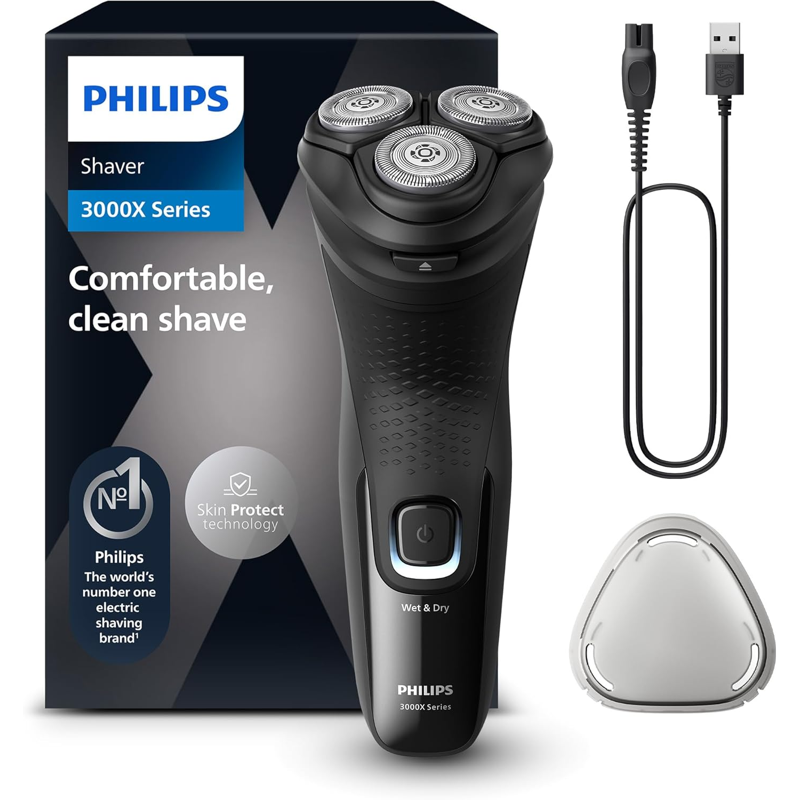 PHILIPS
Shaver
3000X Series
Comfortable,
clean shave
Nº1
Philips
The world's
number one
electric
shaving
brand¹
Skin Protect
technology
Wet & Dry
PHILIPS
3000X Series